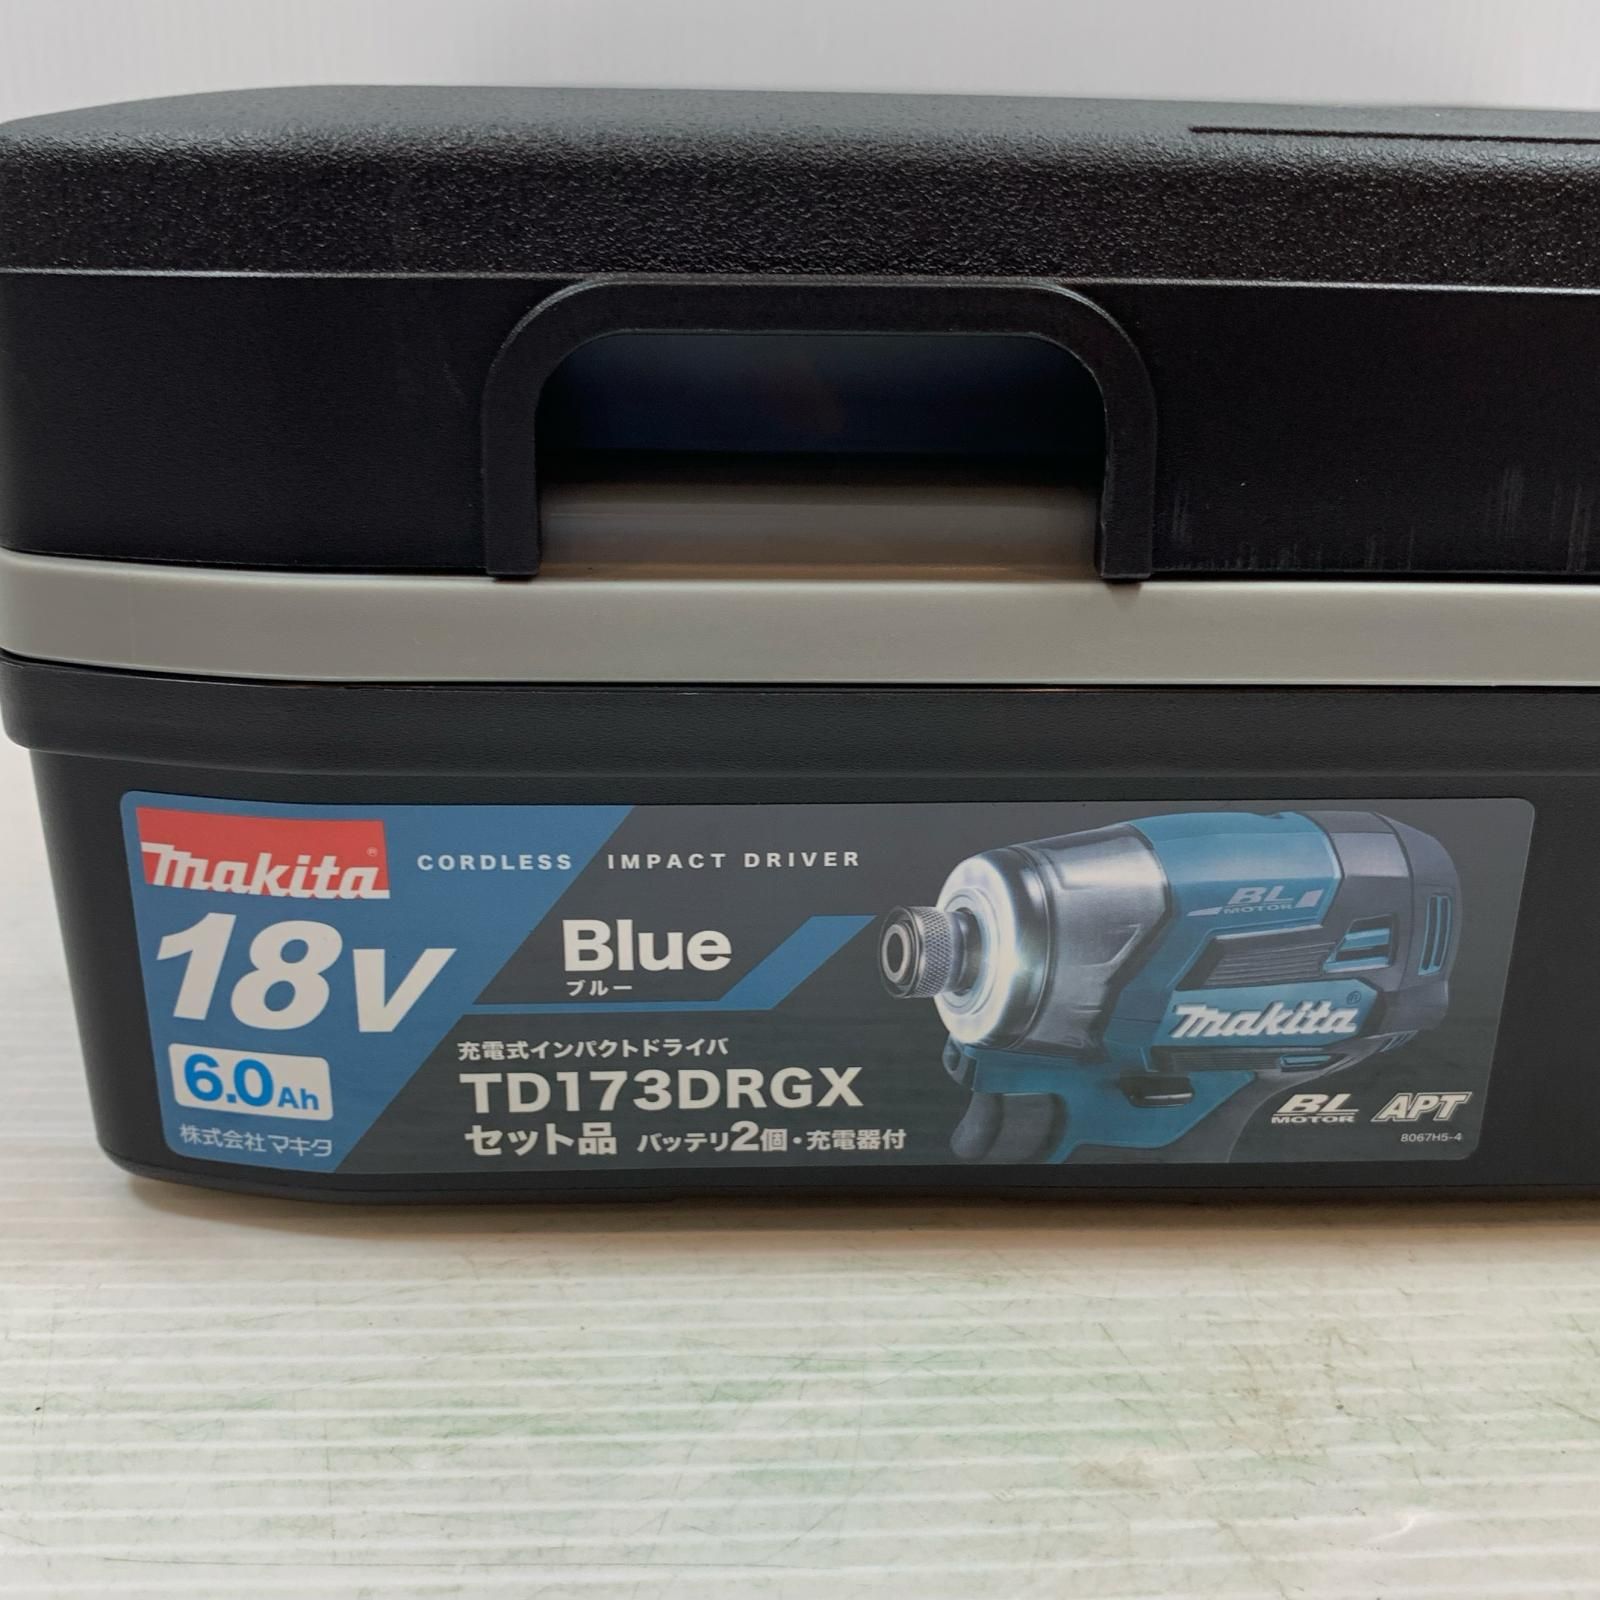 makita®
CORDLESS IMPACT DRIVER
18V
Blue
ブルー
6.0Ah
株式会社マキタ
充電式インパクトドライバ
TD173DRGX
セット品 バッテリ2個・充電器付
BL
MOTOR
makita®
BL
MOTOR
APT
8067H5-4